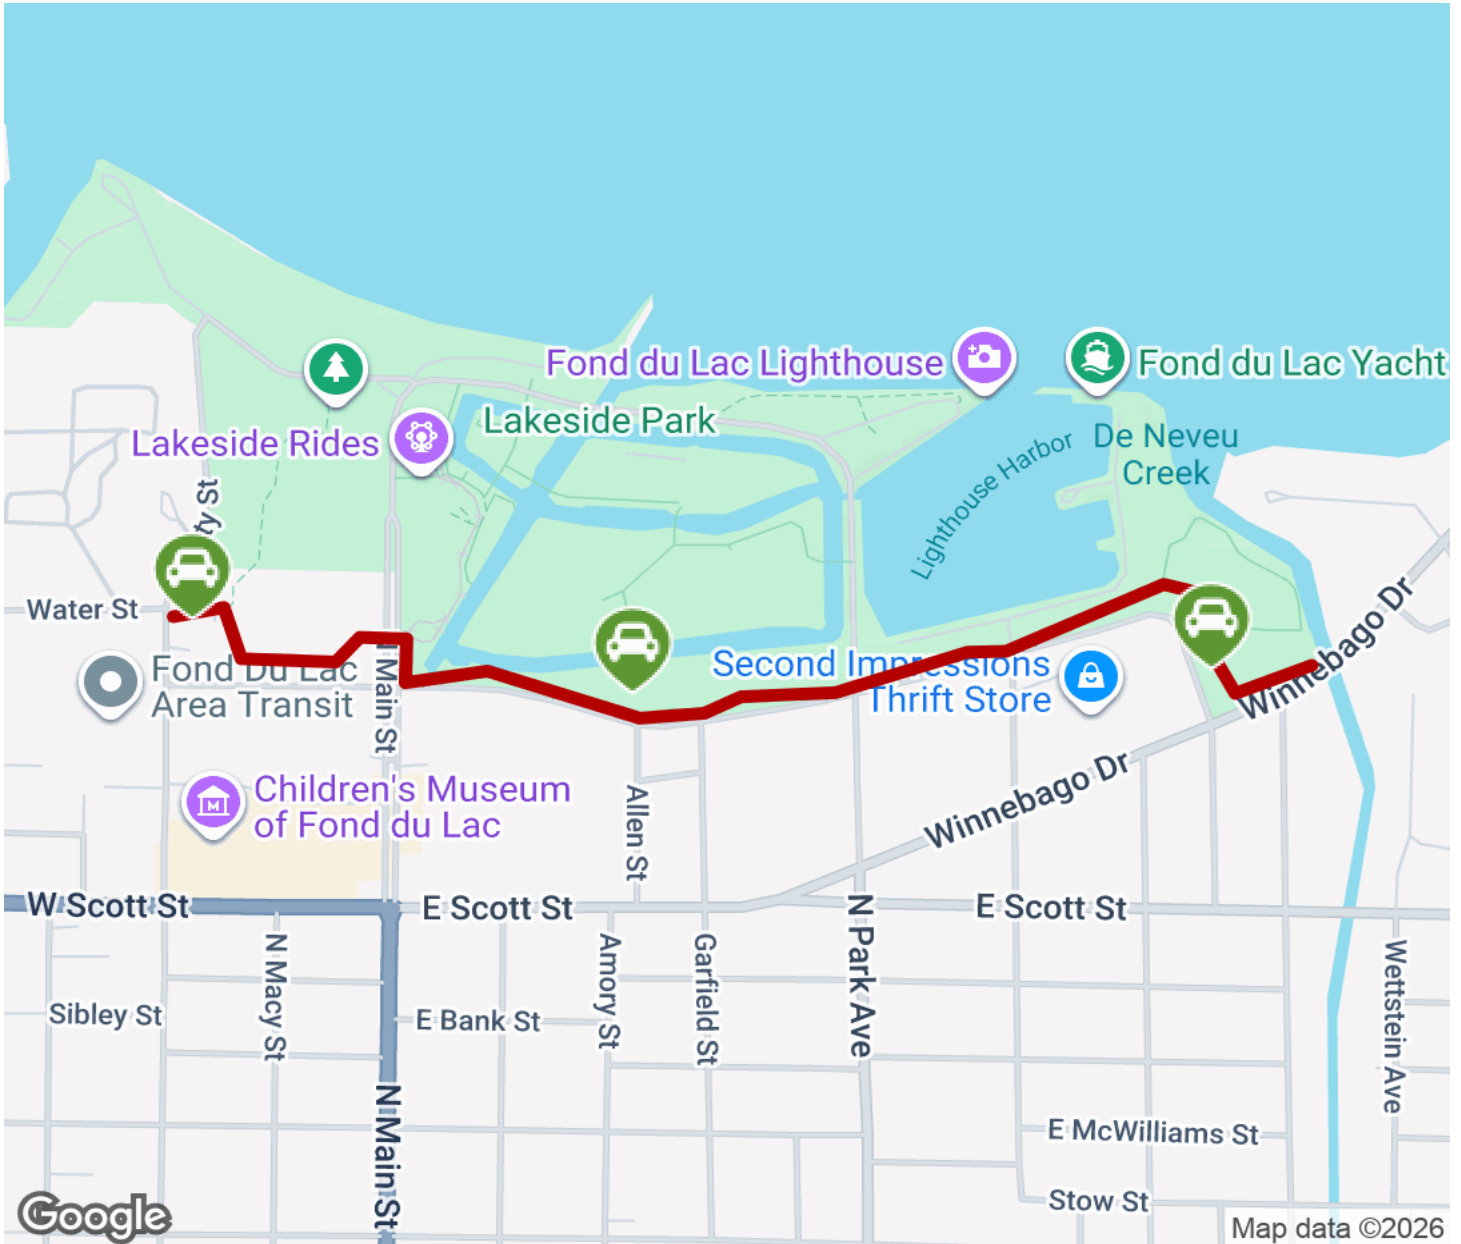 Fond du Lac Lighthouse
Fond du Lac Yacht
Lakeside Park
Lakeside Rides
Lighthouse Harbor
De Neveu
Creek
ty St
Water St
Winnebago Dr
Fond Du Lac
Area Transit
N Main St
Second Impressions
Thrift Store
Winnebago Dr
Children's Museum
of Fond du Lac
Allen St
W Scott St
E Scott St
E Scott St
N Macy St
Amory St
Garfield St
N Park Ave
Wettstein Ave
Sibley St
E Bank St
N Main St
E McWilliams St
Stow St
Google
Map data ©2026